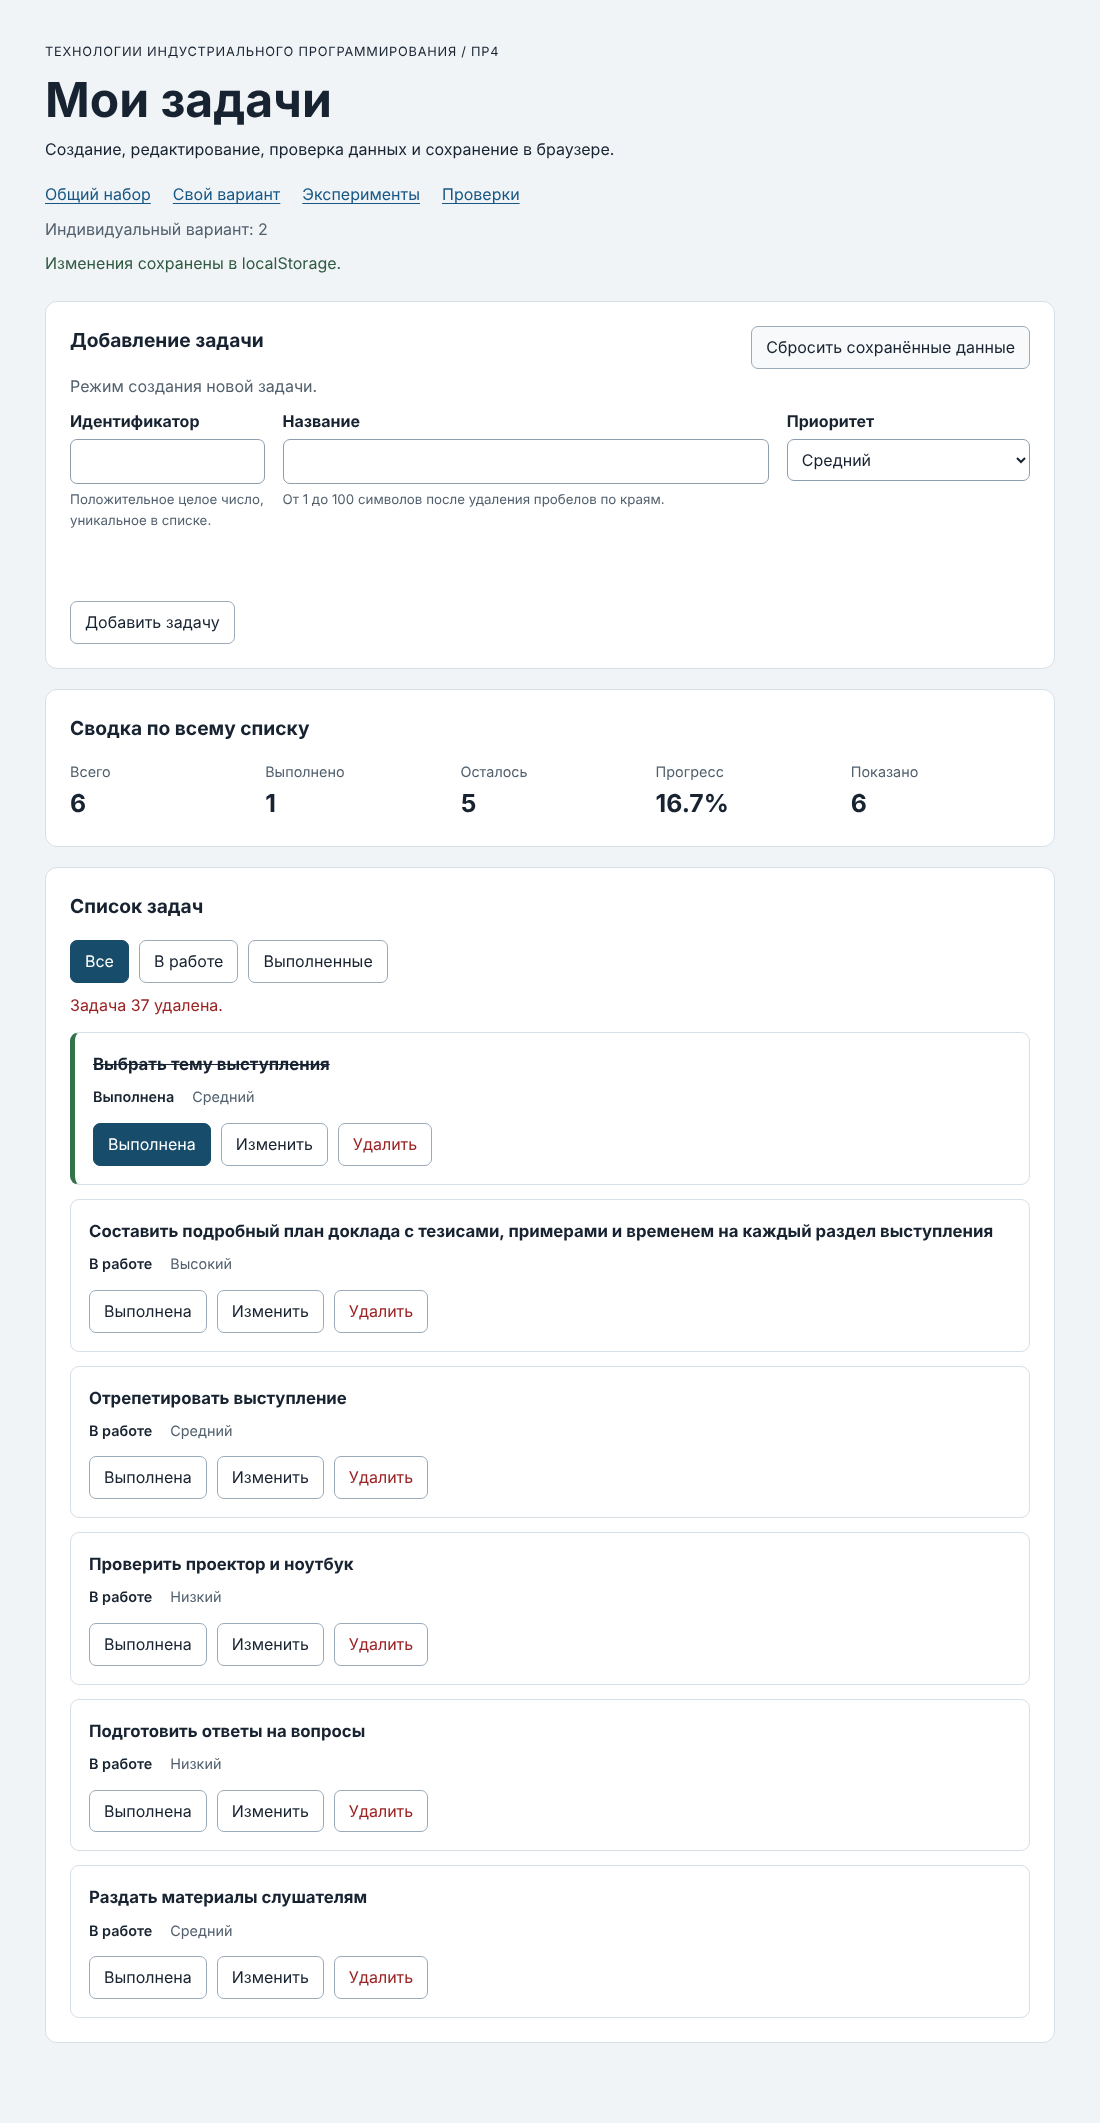 ТЕХНОЛОГИИ ИНДУСТРИАЛЬНОГО ПРОГРАММИРОВАНИЯ / ПР4
Мои задачи
Создание, редактирование, проверка данных и сохранение в браузере.
Общий набор Свой вариант Эксперименты Проверки
Индивидуальный вариант: 2
Изменения сохранены в localStorage.
Добавление задачи
Сбросить сохранённые данные
Режим создания новой задачи.
Идентификатор Название Приоритет
Средний
Положительное целое число, От 1 до 100 символов после удаления пробелов по краям.
уникальное в списке.
Добавить задачу
Сводка по всему списку
Всего Выполнено Осталось Прогресс Показано
6 1 5 16.7% 6
Список задач
Все В работе Выполненные
Задача 37 удалена.
Выбрать тему выступления
Выполнена Средний
Выполнена Изменить Удалить
Составить подробный план доклада с тезисами, примерами и временем на каждый раздел выступления
В работе Высокий
Выполнена Изменить Удалить
Отрепетировать выступление
В работе Средний
Выполнена Изменить Удалить
Проверить проектор и ноутбук
В работе Низкий
Выполнена Изменить Удалить
Подготовить ответы на вопросы
В работе Низкий
Выполнена Изменить Удалить
Раздать материалы слушателям
В работе Средний
Выполнена Изменить Удалить